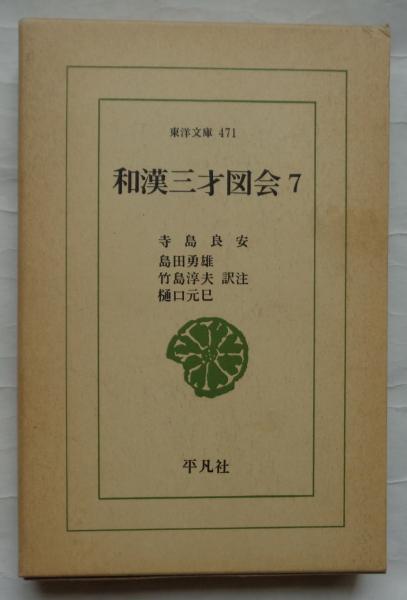 東洋文庫 471
和漢三才図会 7
寺島良安
島田勇雄
竹島淳夫 訳注
樋口元巳
平凡社